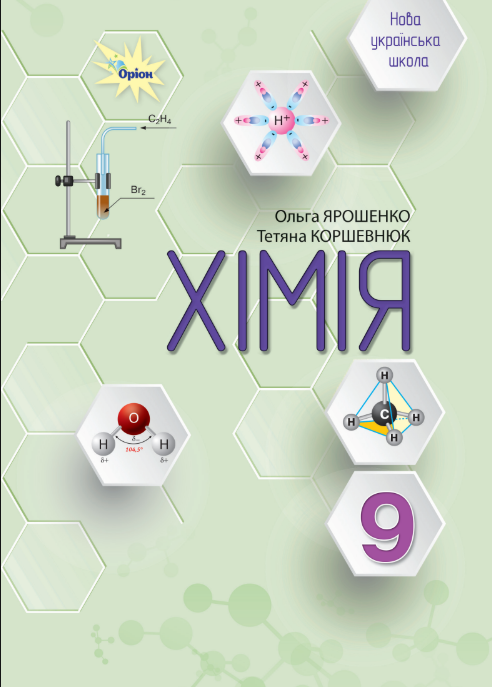 Нова
українська
школа
Оріон
C₂H₄
Br₂
+ +
+ H⁺ +
+ +
Ольга ЯРОШЕНКО
Тетяна КОРШЕВНЮК
ХІМІЯ
O
H δ– H
104,5°
δ+ δ+
H
H C H
H
9